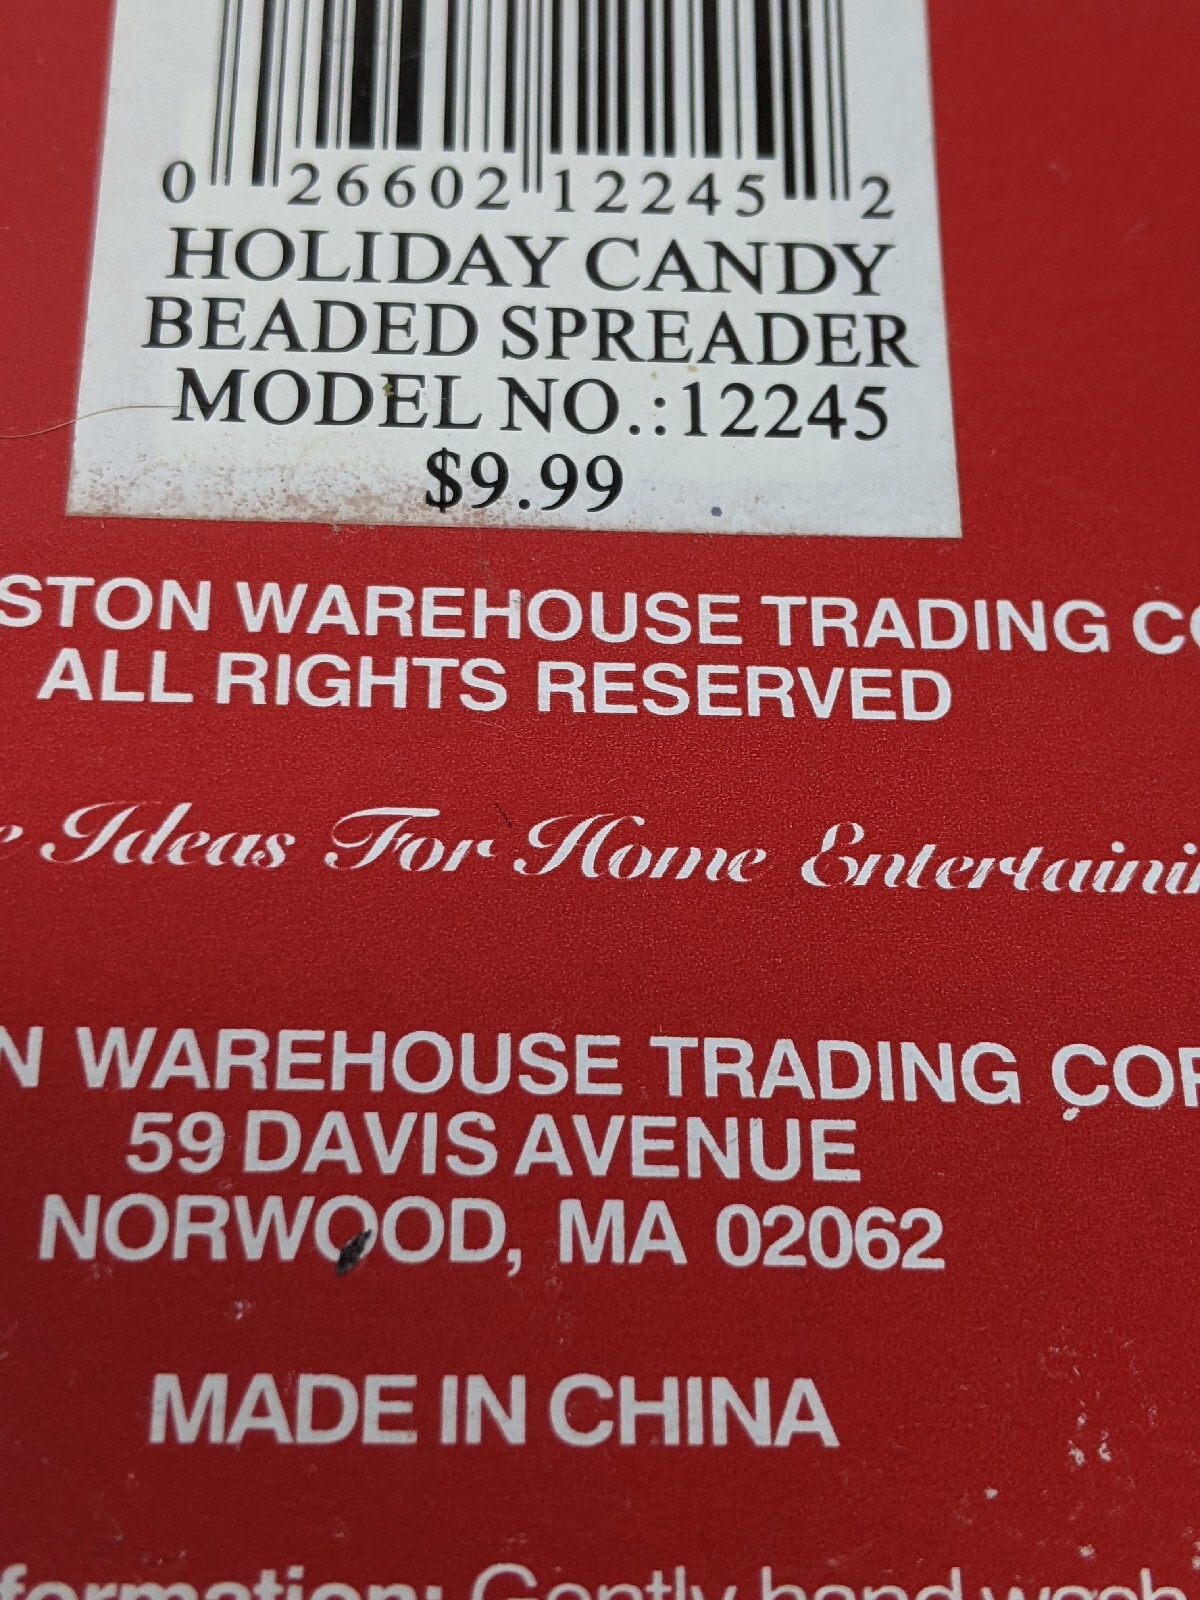 0 26602 12245 2
HOLIDAY CANDY
BEADED SPREADER
MODEL NO.:12245
$9.99
STON WAREHOUSE TRADING CO
ALL RIGHTS RESERVED
e Ideas For Home Entertaini
N WAREHOUSE TRADING COR
59 DAVIS AVENUE
NORWOOD, MA 02062
MADE IN CHINA
formation: Gently hand wash